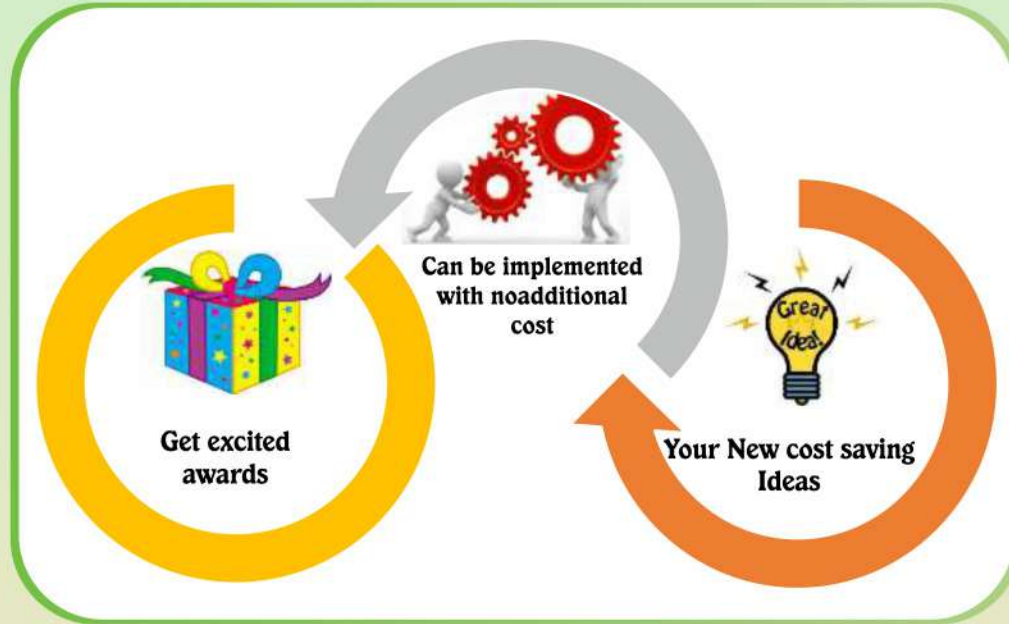 Can be implemented
with noadditional
cost
Great
Idea!
Get excited
awards
Your New cost saving
Ideas